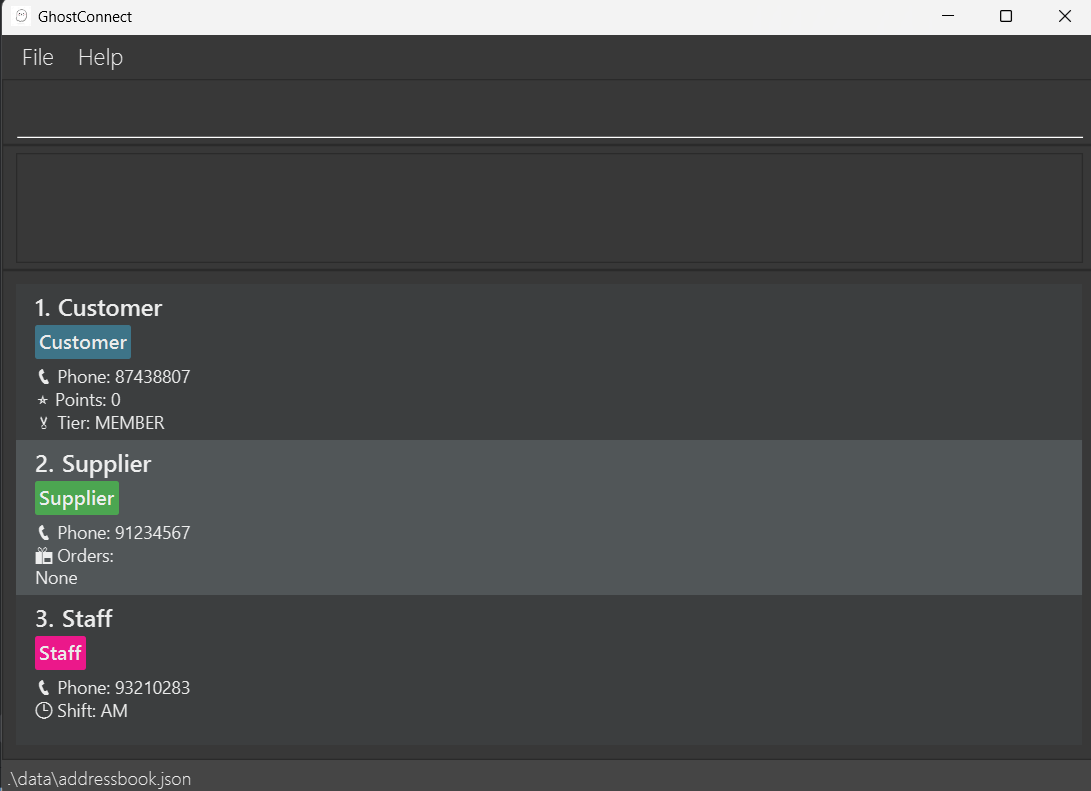 GhostConnect
File Help
1. Customer
Customer
Phone: 87438807
Points: 0
Tier: MEMBER
2. Supplier
Supplier
Phone: 91234567
Orders:
None
3. Staff
Staff
Phone: 93210283
Shift: AM
.\data\addressbook.json